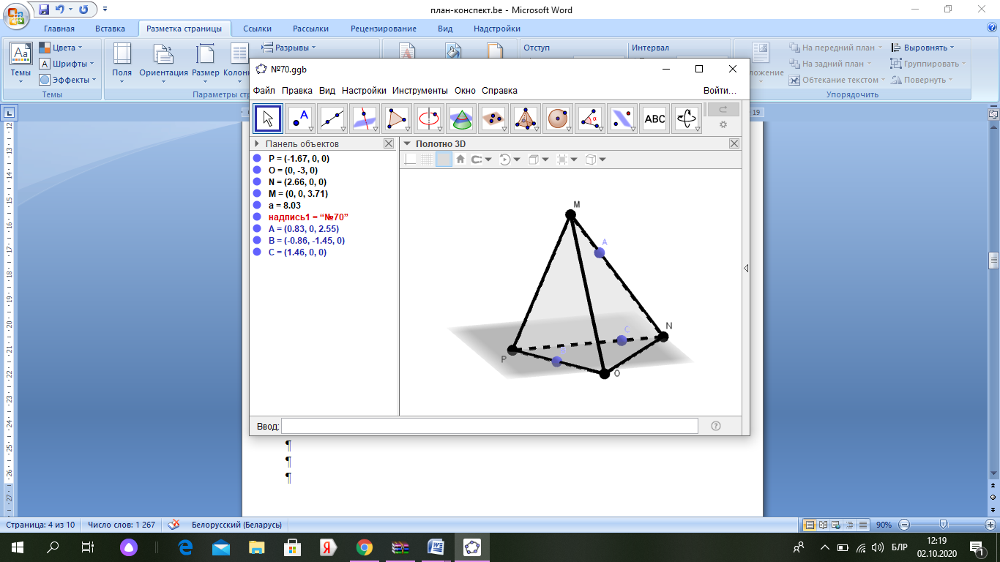 план-конспект.be - Microsoft Word
Главная Вставка Разметка страницы Ссылки Рассылки Рецензирование Вид Надстройки
Цвета
Шрифты
Эффекты
Темы
Поля Ориентация Размер
Разрывы
Отступ
Интервал
На передний план
На задний план
Обтекание текстом
Выровнять
Группировать
Повернуть
Темы
Упорядочить
№70.ggb
Файл Правка Вид Настройки Инструменты Окно Справка Войти…
A α ABC
Панель объектов
Полотно 3D
P = (-1.67, 0, 0)
O = (0, -3, 0)
N = (2.66, 0, 0)
M = (0, 0, 3.71)
a = 8.03
надпись1 = “№70”
A = (0.83, 0, 2.55)
B = (-0.86, -1.45, 0)
C = (1.46, 0, 0)
M
A
N
C
P
B
O
Ввод:
¶
¶
¶
Страница: 4 из 10 Число слов: 1 267 Белорусский (Беларусь) 90%
БЛР
12:19
02.10.2020
1